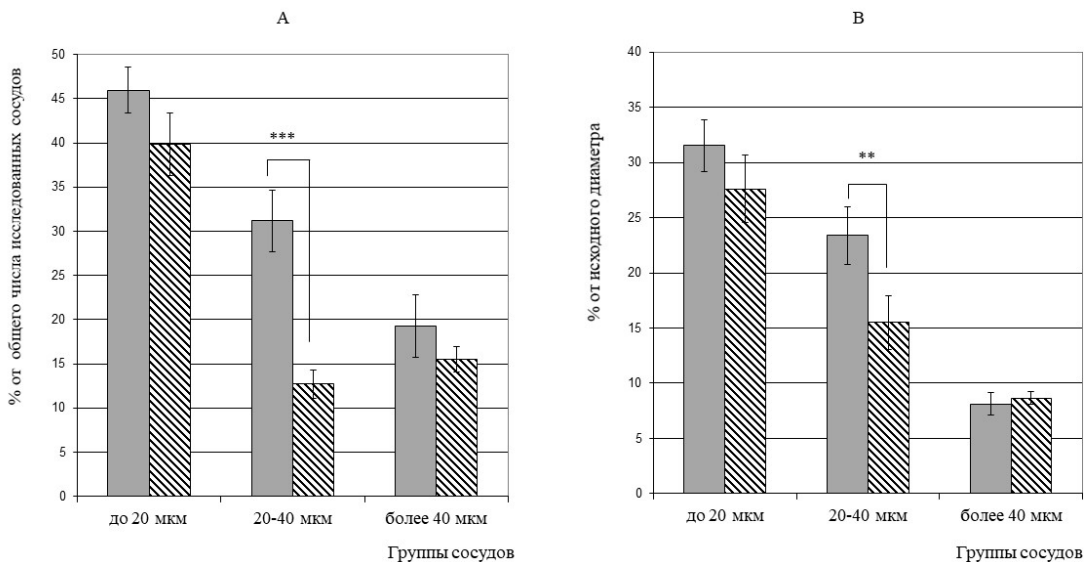 A
% от общего числа исследованных сосудов
50
45
40
35
30
25
20
15
10
5
0
***
до 20 мкм
20-40 мкм
более 40 мкм
Группы сосудов
B
% от исходного диаметра
40
35
30
25
20
15
10
5
0
**
до 20 мкм
20-40 мкм
более 40 мкм
Группы сосудов